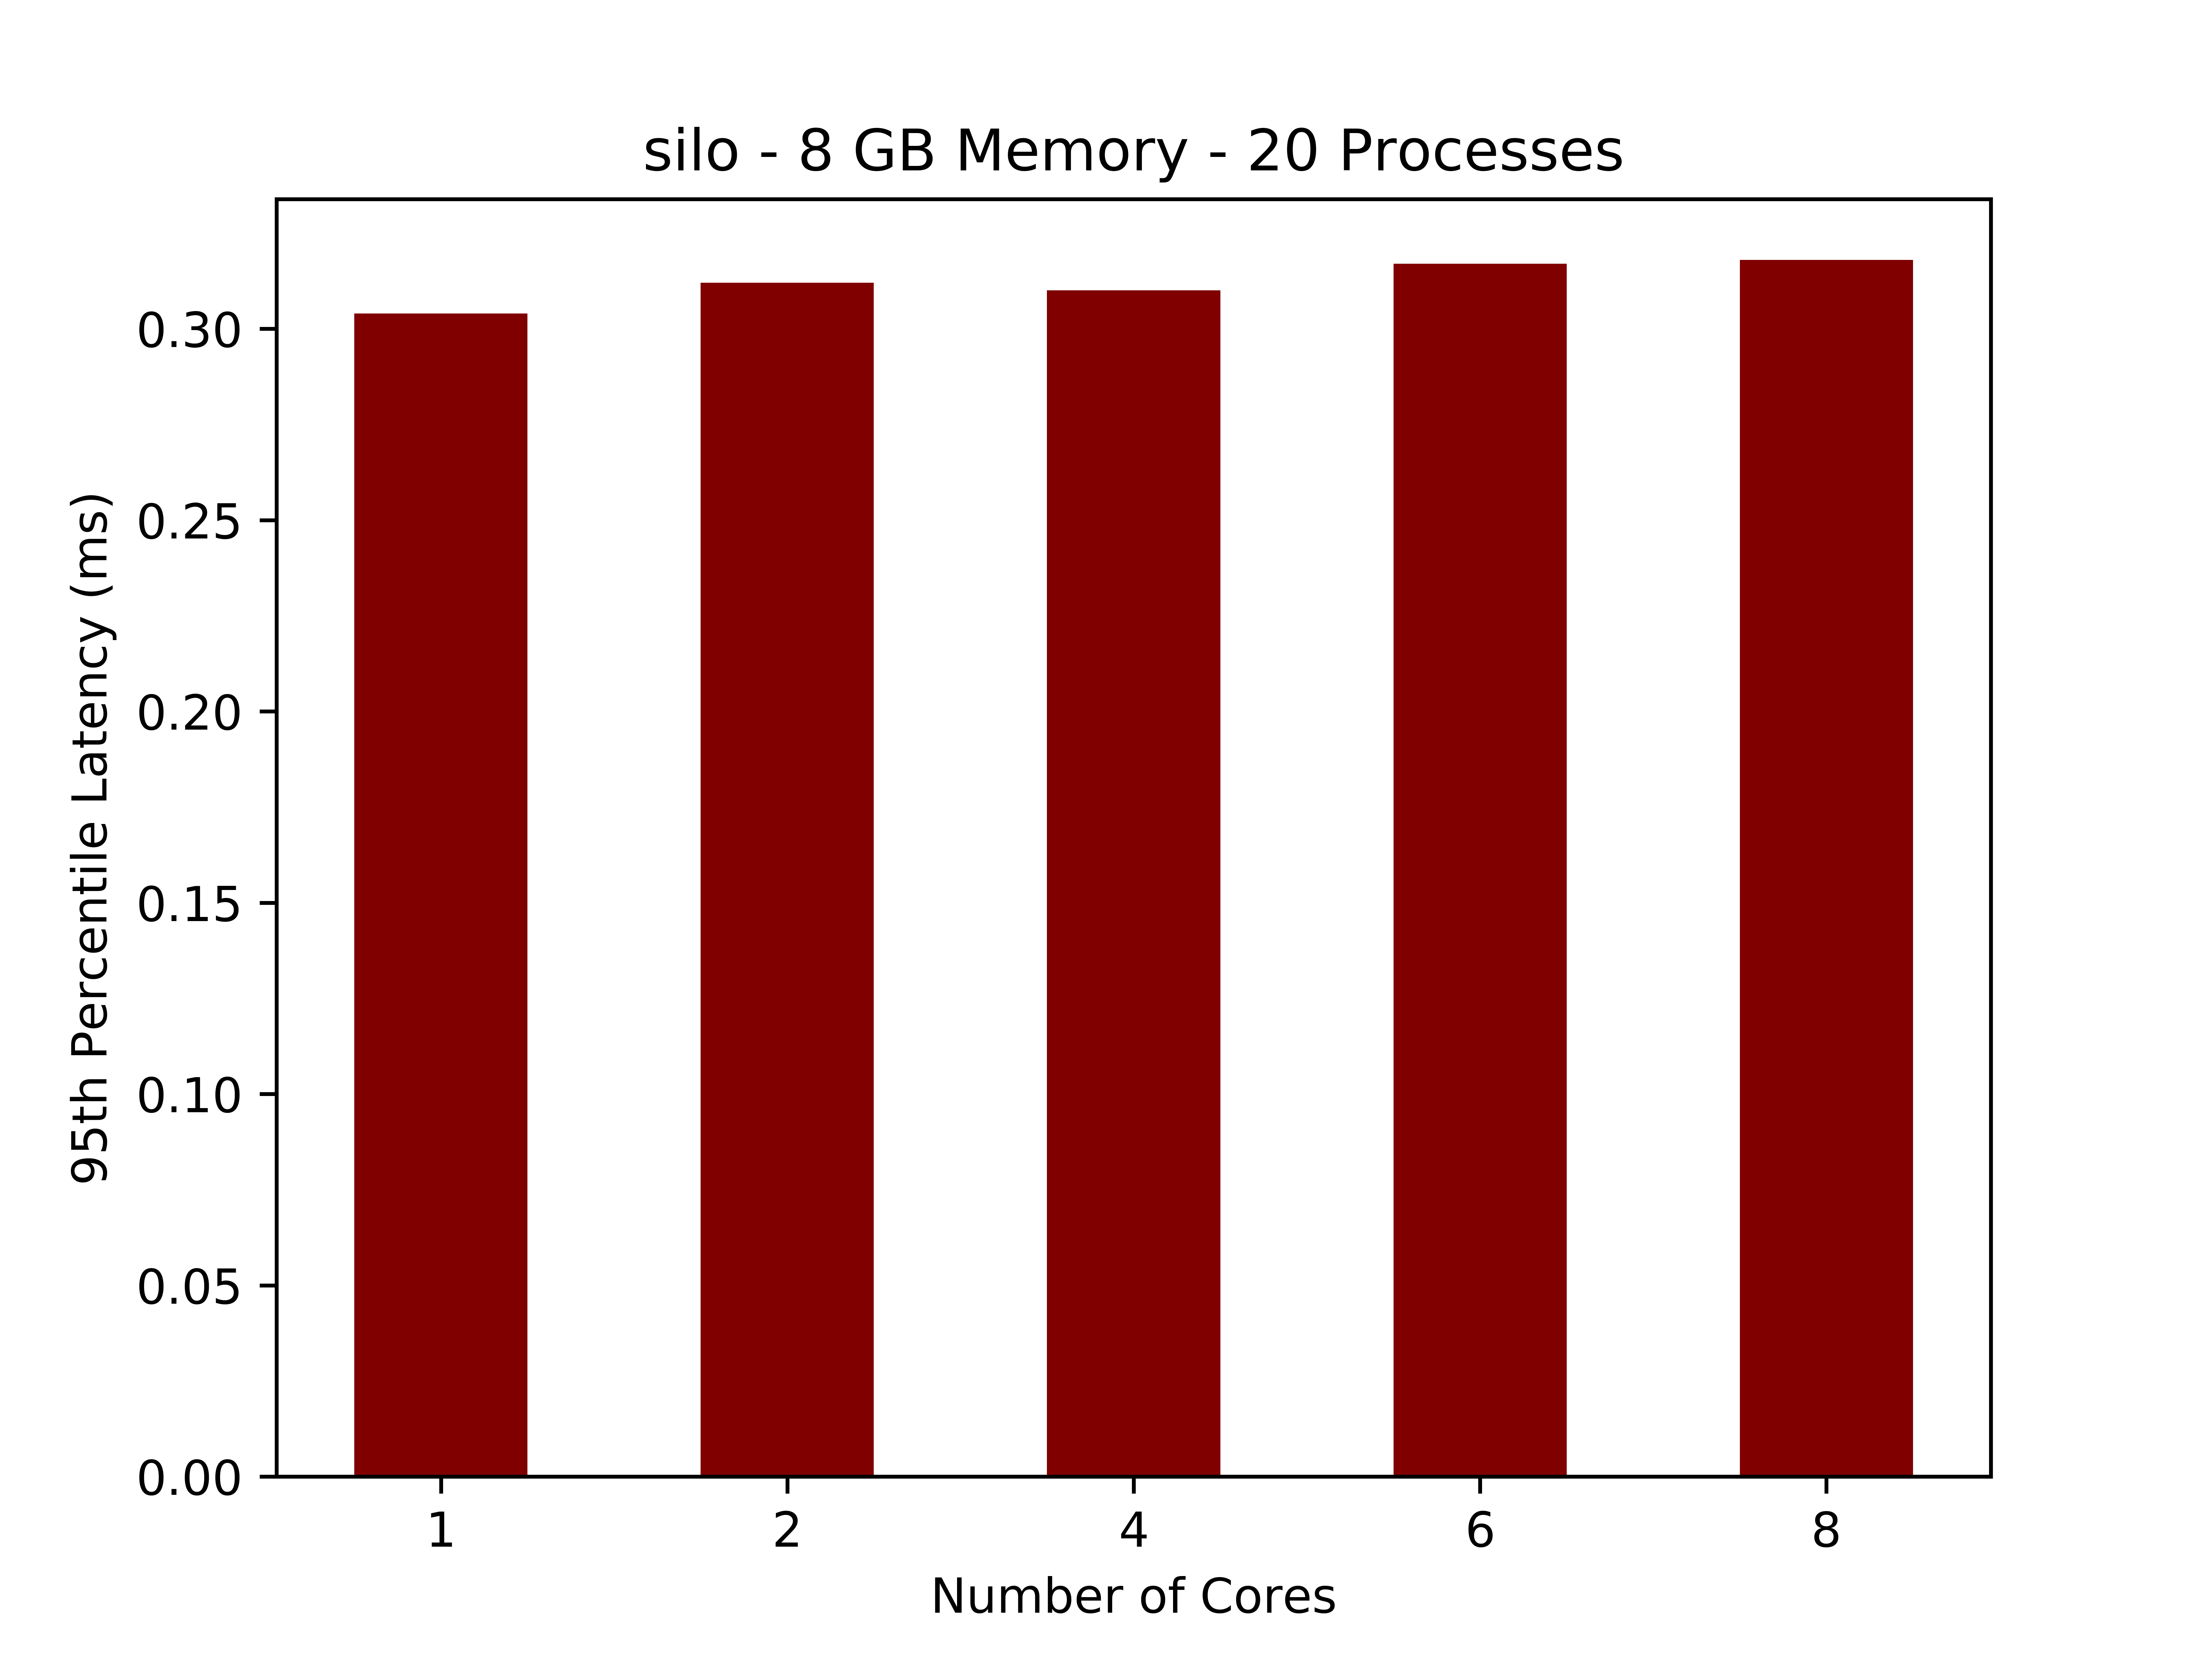 silo - 8 GB Memory - 20 Processes
95th Percentile Latency (ms)
0.30
0.25
0.20
0.15
0.10
0.05
0.00
1 2 4 6 8
Number of Cores